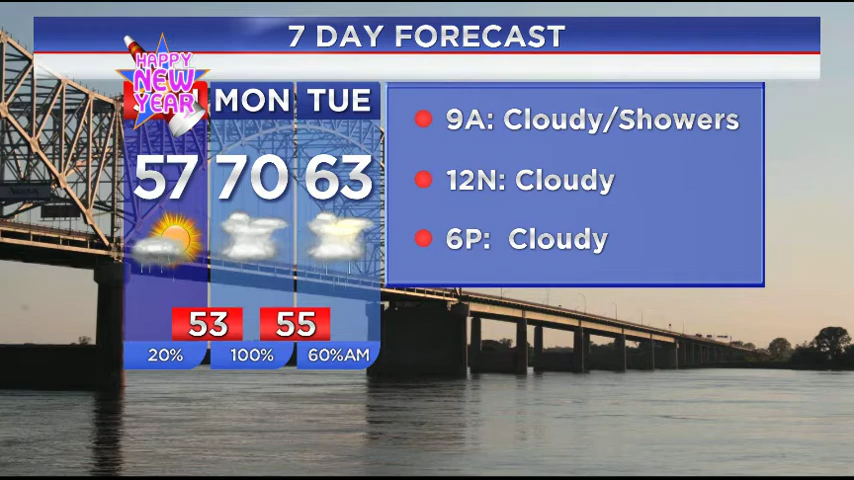 7 DAY FORECAST
HAPPY
NEW
YEAR
MON TUE
57 70 63
53 55
20% 100% 60%AM
9A: Cloudy/Showers
12N: Cloudy
6P: Cloudy